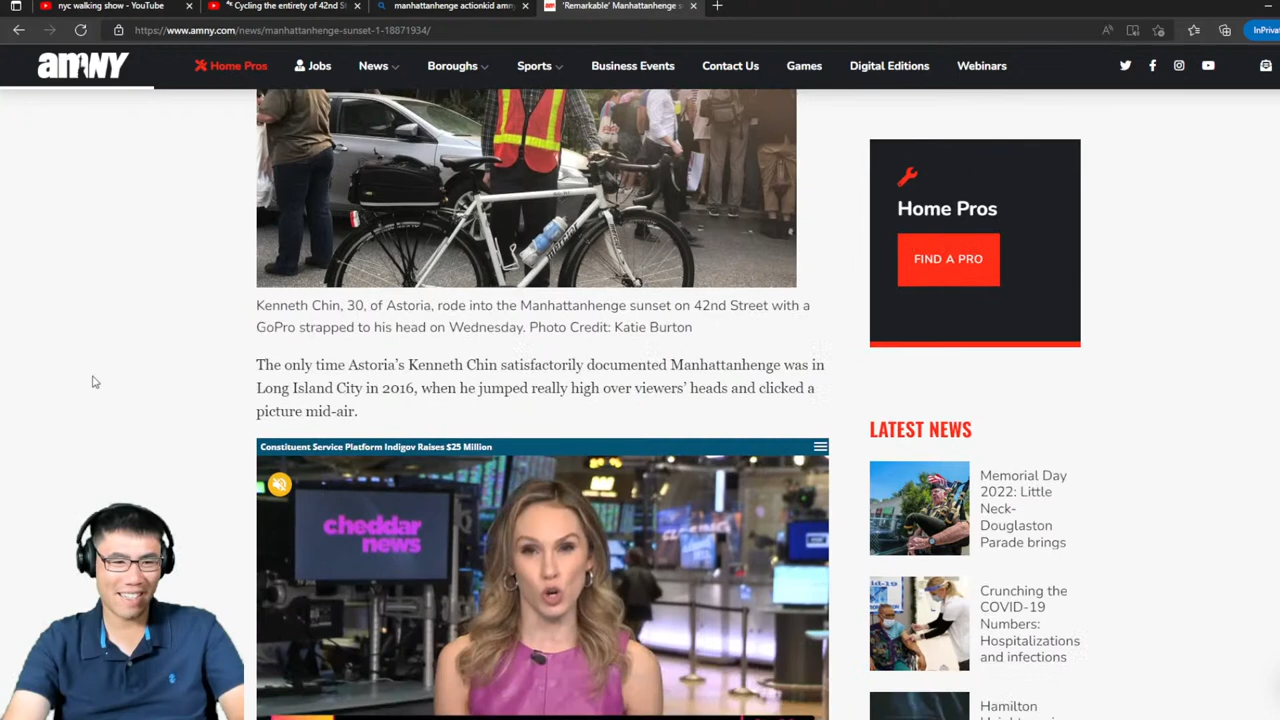 nyc walking show - YouTube
Cycling the entirety of 42nd St
manhattanhenge actionkid amny
'Remarkable' Manhattanhenge s
https://www.amny.com/news/manhattanhenge-sunset-1-18871934/
InPrivate
amNY
Home Pros
Jobs
News
Boroughs
Sports
Business Events
Contact Us
Games
Digital Editions
Webinars
mercier
Kenneth Chin, 30, of Astoria, rode into the Manhattanhenge sunset on 42nd Street with a
GoPro strapped to his head on Wednesday. Photo Credit: Katie Burton
The only time Astoria's Kenneth Chin satisfactorily documented Manhattanhenge was in
Long Island City in 2016, when he jumped really high over viewers' heads and clicked a
picture mid-air.
Constituent Service Platform Indigov Raises $25 Million
cheddar
news
Home Pros
FIND A PRO
LATEST NEWS
Memorial Day
2022: Little
Neck-
Douglaston
Parade brings
Crunching the
COVID-19
Numbers:
Hospitalizations
and infections
Hamilton